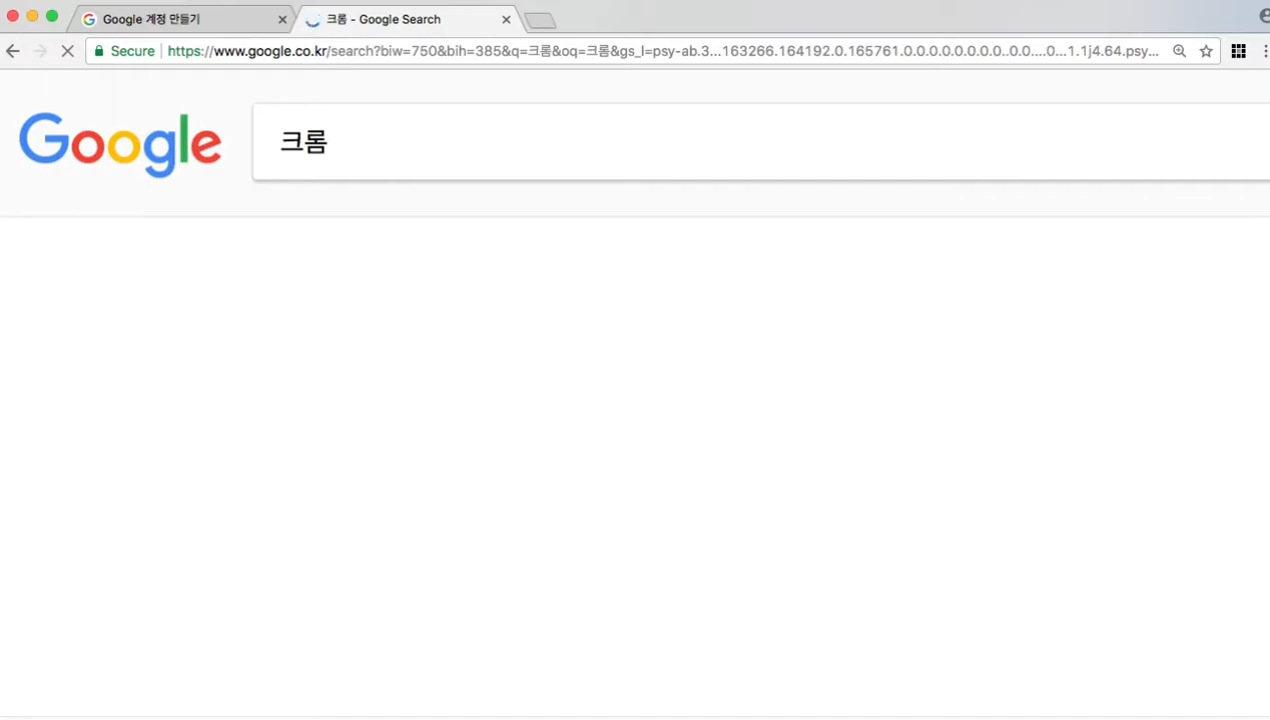 Google 계정 만들기
크롬 - Google Search
Secure https://www.google.co.kr/search?biw=750&bih=385&q=크롬&oq=크롬&gs_l=psy-ab.3...163266.164192.0.165761.0.0.0.0.0.0.0.0..0.0....0...1.1j4.64.psy...
Google
크롬